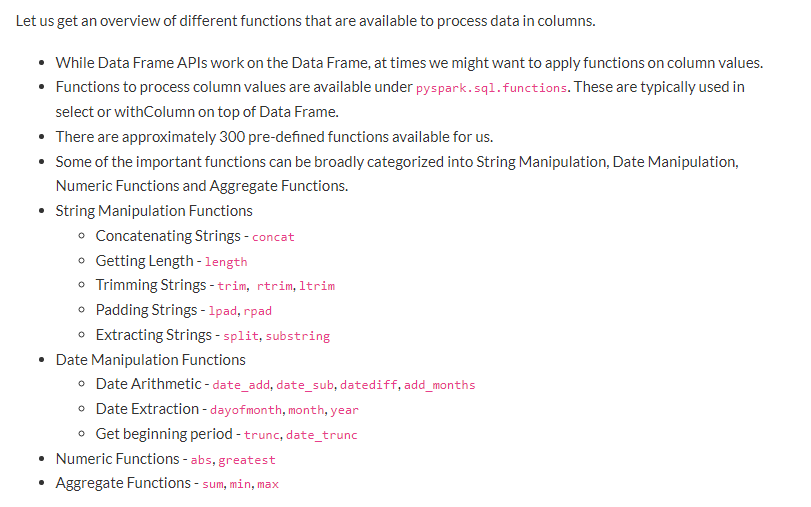 Let us get an overview of different functions that are available to process data in columns.
• While Data Frame APIs work on the Data Frame, at times we might want to apply functions on column values.
• Functions to process column values are available under pyspark.sql.functions. These are typically used in
select or withColumn on top of Data Frame.
• There are approximately 300 pre-defined functions available for us.
• Some of the important functions can be broadly categorized into String Manipulation, Date Manipulation,
Numeric Functions and Aggregate Functions.
• String Manipulation Functions
◦ Concatenating Strings - concat
◦ Getting Length - length
◦ Trimming Strings - trim, rtrim, ltrim
◦ Padding Strings - lpad, rpad
◦ Extracting Strings - split, substring
• Date Manipulation Functions
◦ Date Arithmetic - date_add, date_sub, datediff, add_months
◦ Date Extraction - dayofmonth, month, year
◦ Get beginning period - trunc, date_trunc
• Numeric Functions - abs, greatest
• Aggregate Functions - sum, min, max